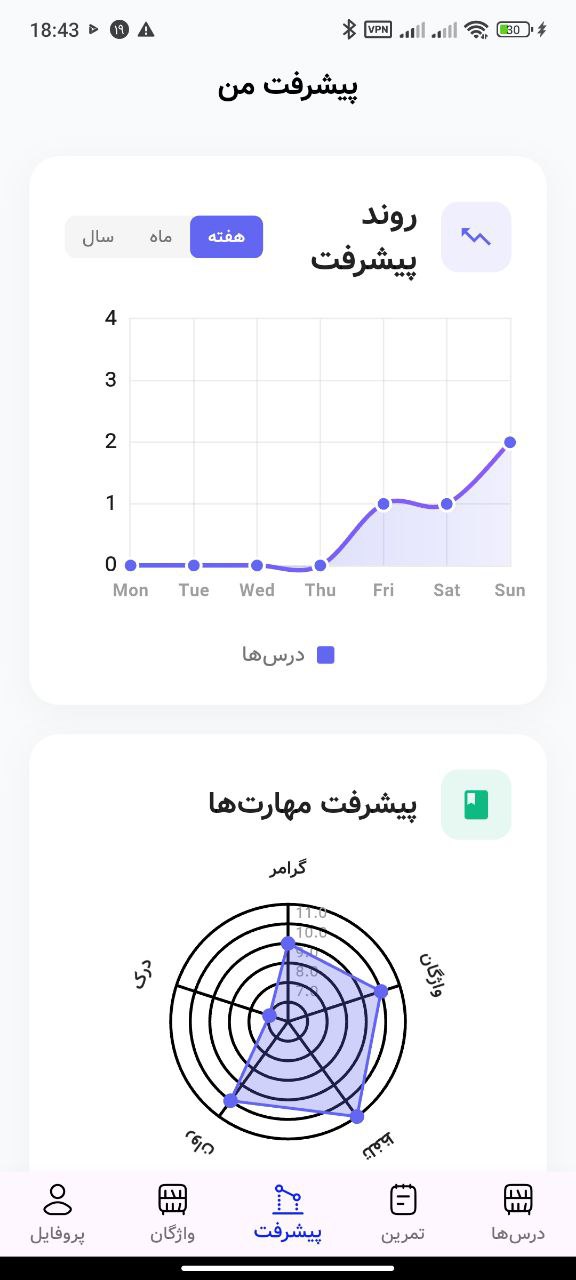 18:43
۱۹
VPN
30
پیشرفت من
روند
پیشرفت
هفته
ماه
سال
4
3
2
1
0
Mon Tue Wed Thu Fri Sat Sun
درس‌ها
پیشرفت مهارت‌ها
گرامر
11.0
10.0
9.0
8.0
7.0
واژگان
درک
تلفظ
روان
درس‌ها
تمرین
پیشرفت
واژگان
پروفایل